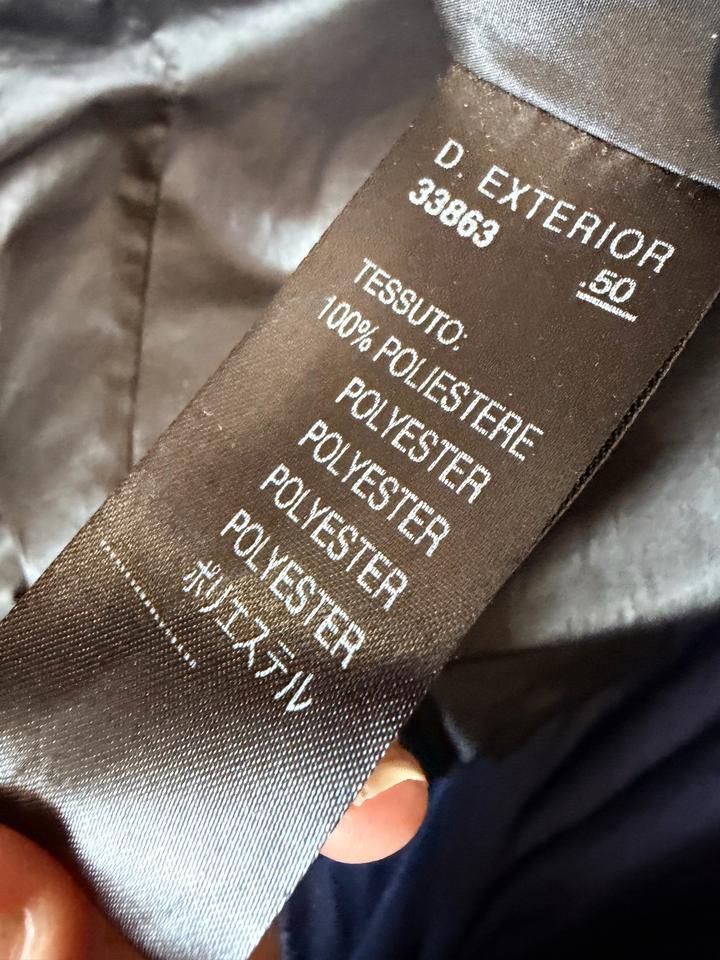 D. EXTERIOR
33863
.50
TESSUTO:
100% POLIESTERE
POLYESTER
POLYESTER
POLYESTER
POLYESTER
ポリエステル